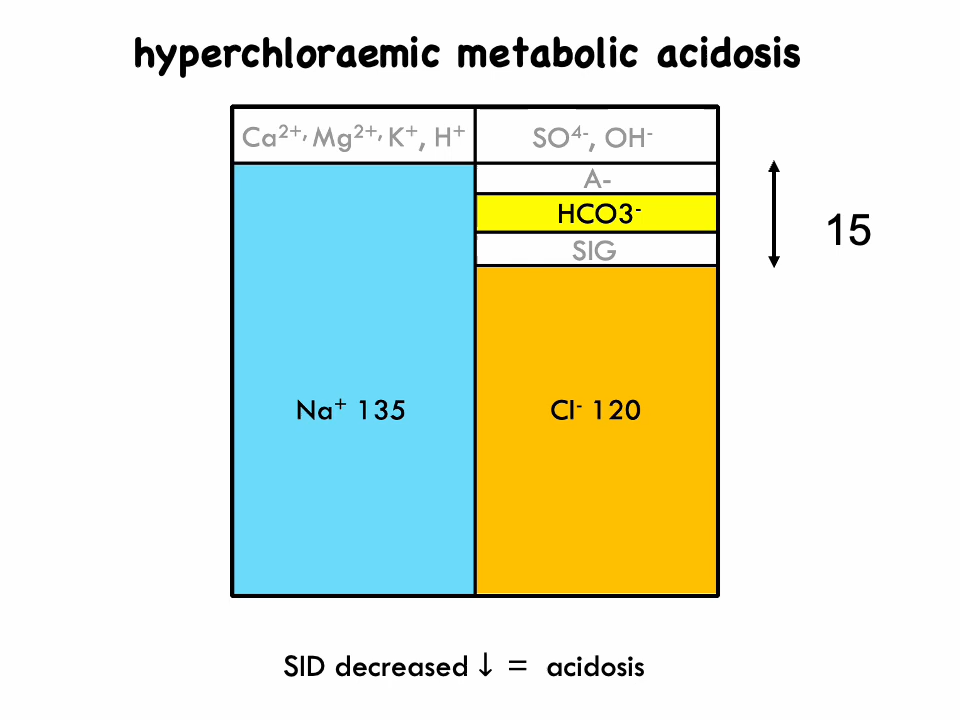 hyperchloraemic metabolic acidosis
Ca²⁺, Mg²⁺, K⁺, H⁺
SO⁴⁻, OH⁻
A-
HCO3⁻
15
SIG
Na⁺ 135
Cl⁻ 120
SID decreased ↓ = acidosis